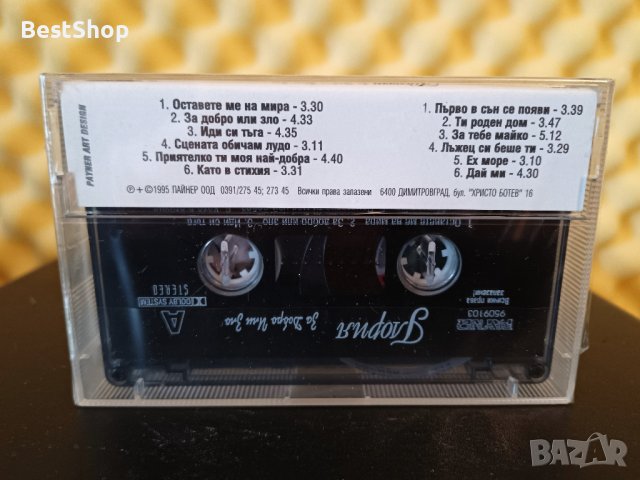 BestShop
PAYNER ART DESIGN
1. Оставете ме на мира - 3.30
2. За добро или зло - 4.33
3. Иди си тъга - 4.35
4. Сцената обичам лудо - 3.11
5. Приятелко ти моя най-добра - 4.40
6. Като в стихия - 3.31
1. Първо в сън се появи - 3.39
2. Ти роден дом - 3.47
3. За тебе майко - 5.12
4. Лъжец си беше ти - 3.29
5. Ех море - 3.10
6. Дай ми - 4.30
℗ + ©1995 ПАЙНЕР ООД 0391/275 45; 273 45 Всички права запазени 6400 ДИМИТРОВГРАД, бул. "ХРИСТО БОТЕВ" 16
A
STEREO
DOLBY SYSTEM
Глория
За Добро Или Зло
Всички права
запазени!
9509103
BAZAR